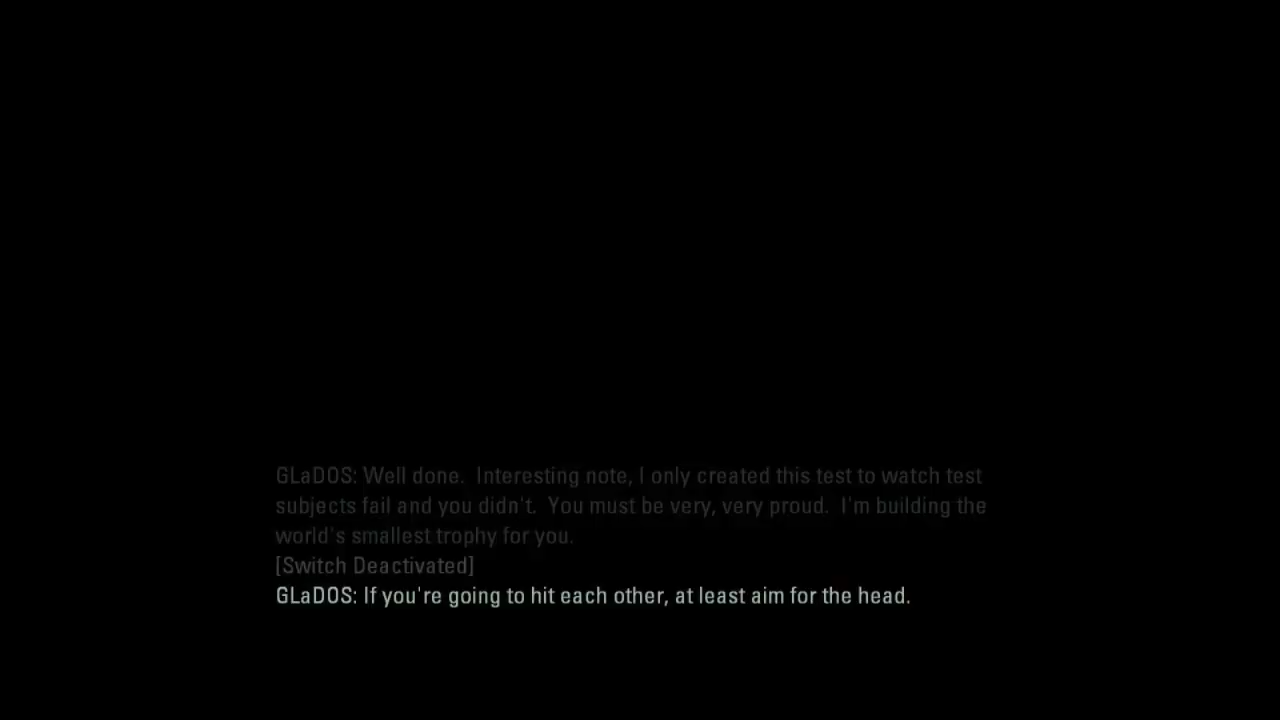 GLaDOS: Well done.  Interesting note, I only created this test to watch test
subjects fail and you didn't.  You must be very, very proud.  I'm building the
world's smallest trophy for you.
[Switch Deactivated]
GLaDOS: If you're going to hit each other, at least aim for the head.